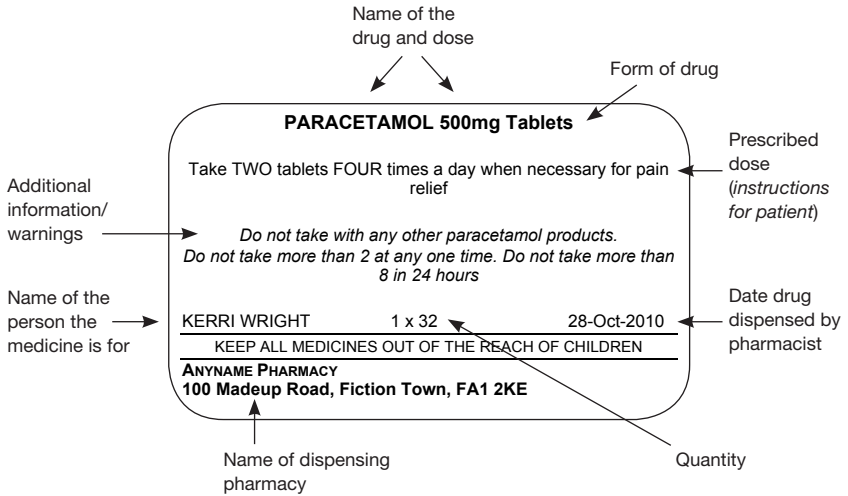 Name of the
drug and dose
Form of drug
PARACETAMOL 500mg Tablets
Prescribed
dose
(instructions
for patient)
Take TWO tablets FOUR times a day when necessary for pain
relief
Additional
information/
warnings
Do not take with any other paracetamol products.
Do not take more than 2 at any one time. Do not take more than
8 in 24 hours
Name of the
person the
medicine is for
KERRI WRIGHT 1 x 32 28-Oct-2010
Date drug
dispensed by
pharmacist
KEEP ALL MEDICINES OUT OF THE REACH OF CHILDREN
ANYNAME PHARMACY
100 Madeup Road, Fiction Town, FA1 2KE
Name of dispensing
pharmacy
Quantity